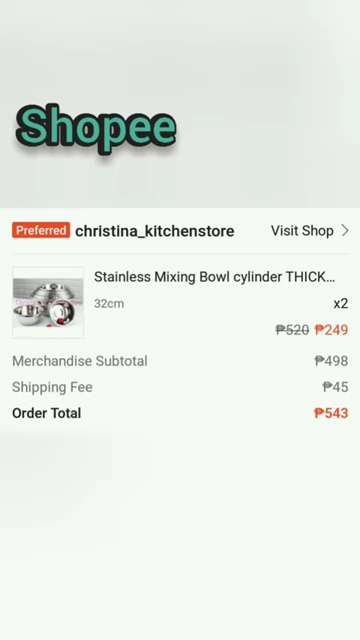 Shopee
Preferred christina_kitchenstore Visit Shop >
Stainless Mixing Bowl cylinder THICK...
32cm x2
₱520 ₱249
Merchandise Subtotal ₱498
Shipping Fee ₱45
Order Total ₱543